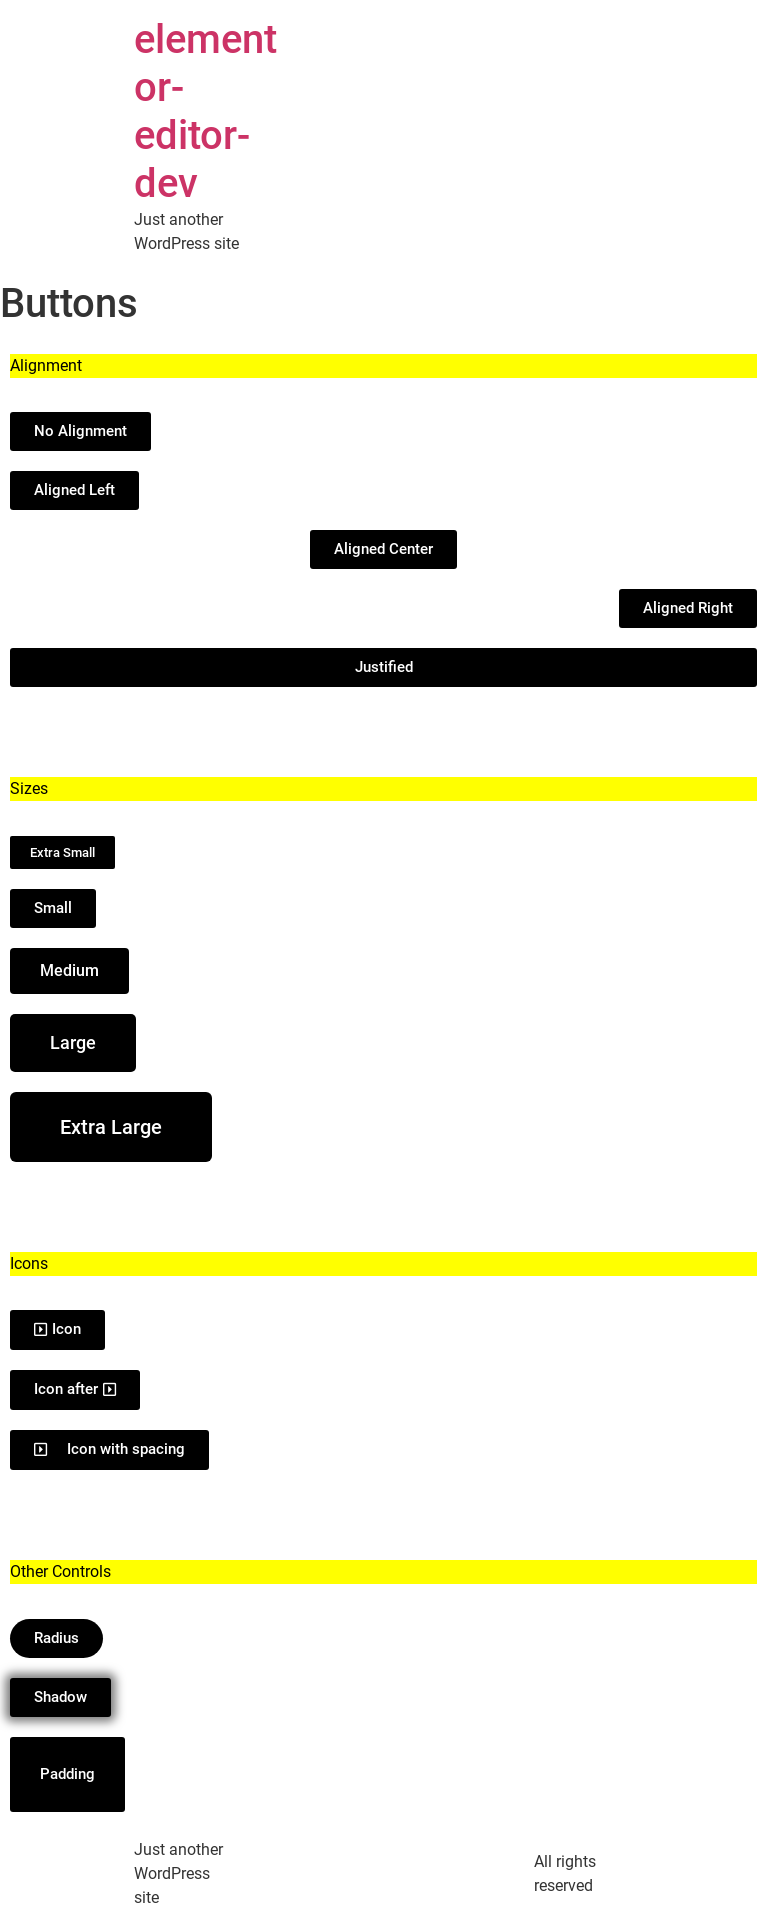 element
or-
editor-
dev
Just another
WordPress site
Buttons
Alignment
No Alignment
Aligned Left
Aligned Center
Aligned Right
Justified
Sizes
Extra Small
Small
Medium
Large
Extra Large
Icons
Icon
Icon after
Icon with spacing
Other Controls
Radius
Shadow
Padding
Just another
WordPress
site
All rights
reserved